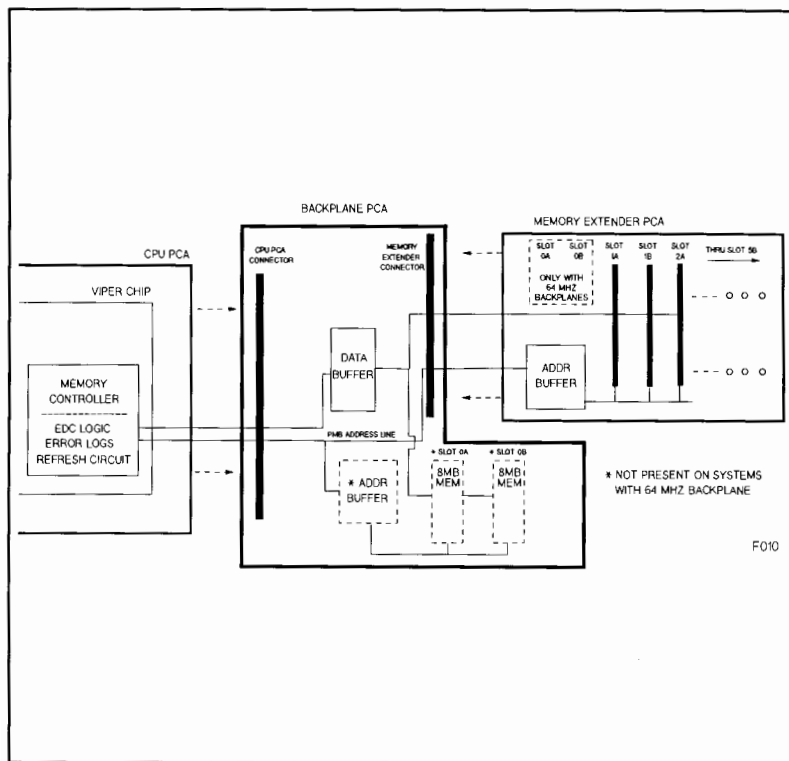 BACKPLANE PCA
MEMORY EXTENDER PCA
CPU PCA
CPU PCA
CONNECTOR
MEMORY
EXTENDER
CONNECTOR
SLOT
0A
SLOT
0B
SLOT
1A
SLOT
1B
SLOT
2A
THRU SLOT 5B
ONLY WITH
64 MHZ
BACKPLANES
VIPER CHIP
DATA
BUFFER
ADDR
BUFFER
MEMORY
CONTROLLER
EDC LOGIC
ERROR LOGS
REFRESH CIRCUIT
PMB ADDRESS LINE
* SLOT 0A
* SLOT 0B
* ADDR
BUFFER
8MB
MEM
8MB
MEM
* NOT PRESENT ON SYSTEMS
WITH 64 MHZ BACKPLANE
F010